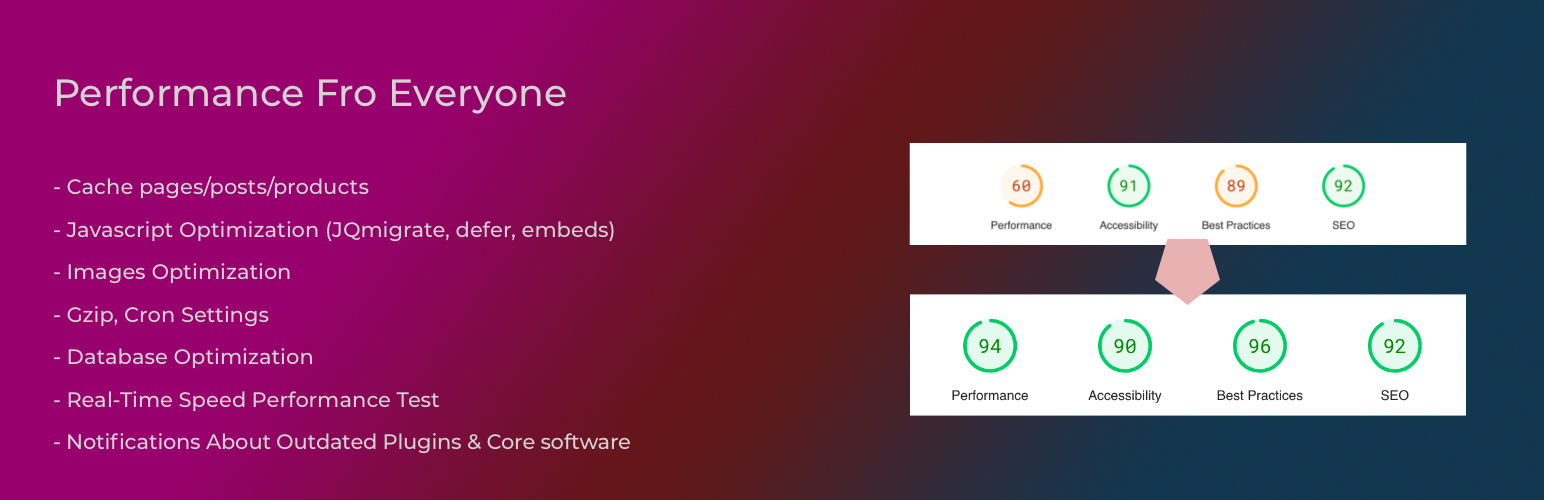 Performance Fro Everyone
- Cache pages/posts/products
- Javascript Optimization (JQmigrate, defer, embeds)
- Images Optimization
- Gzip, Cron Settings
- Database Optimization
- Real-Time Speed Performance Test
- Notifications About Outdated Plugins & Core software
60 91 89 92
Performance Accessibility Best Practices SEO
94 90 96 92
Performance Accessibility Best Practices SEO